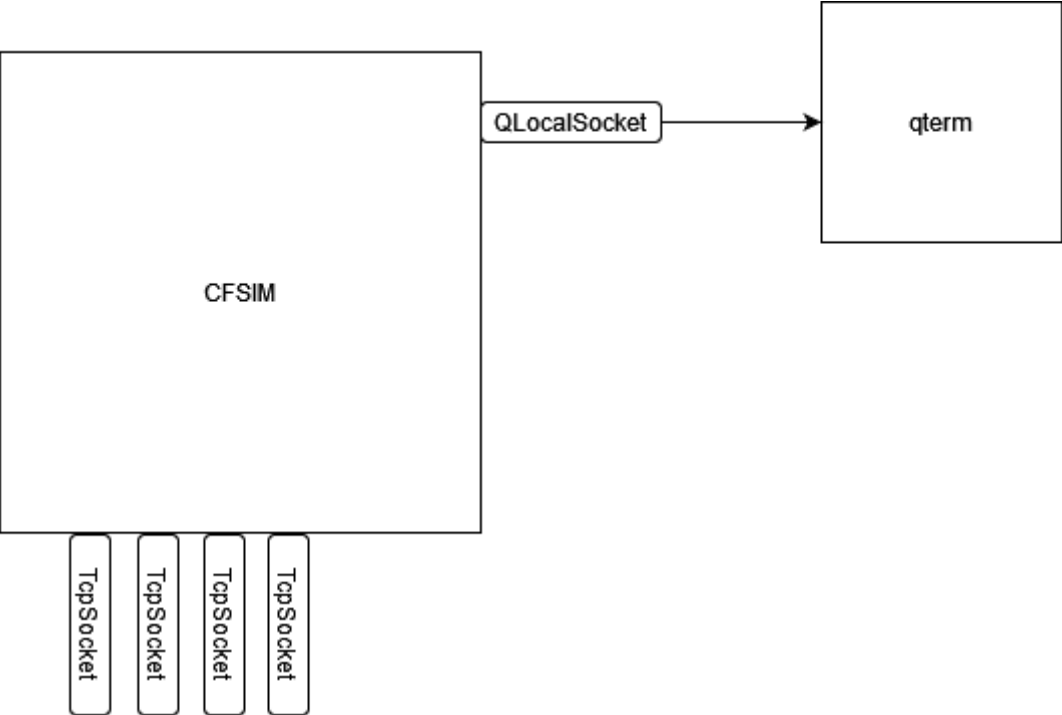 qterm
QLocalSocket
CFSIM
TcpSocket
TcpSocket
TcpSocket
TcpSocket